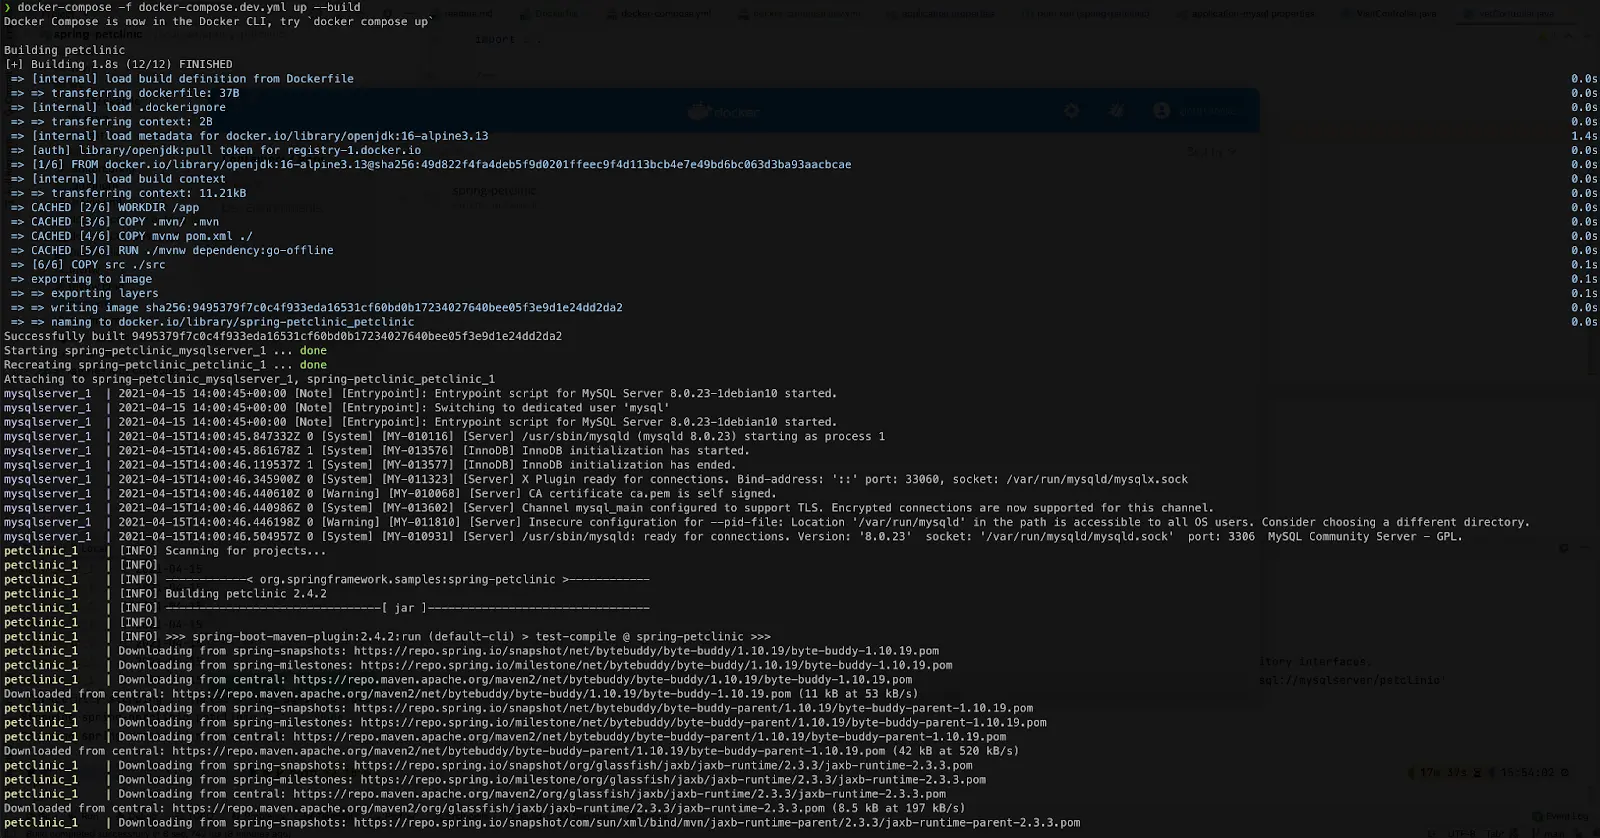 ❯ docker-compose -f docker-compose.dev.yml up --build
Docker Compose is now in the Docker CLI, try `docker compose up`
Building petclinic
[+] Building 1.8s (12/12) FINISHED
=> [internal] load build definition from Dockerfile 0.0s
=> => transferring dockerfile: 37B 0.0s
=> [internal] load .dockerignore 0.0s
=> => transferring context: 2B 0.0s
=> [internal] load metadata for docker.io/library/openjdk:16-alpine3.13 1.4s
=> [auth] library/openjdk:pull token for registry-1.docker.io 0.0s
=> [1/6] FROM docker.io/library/openjdk:16-alpine3.13@sha256:49d822f4fa4deb5f9d0201ffeec9f4d113bcb4e7e49bd6bc063d3ba93aacbcae 0.0s
=> [internal] load build context 0.0s
=> => transferring context: 11.21kB 0.0s
=> CACHED [2/6] WORKDIR /app 0.0s
=> CACHED [3/6] COPY .mvn/ .mvn 0.0s
=> CACHED [4/6] COPY mvnw pom.xml ./ 0.0s
=> CACHED [5/6] RUN ./mvnw dependency:go-offline 0.0s
=> [6/6] COPY src ./src 0.1s
=> exporting to image 0.1s
=> => exporting layers 0.1s
=> => writing image sha256:9495379f7c0c4f933eda16531cf60bd0b17234027640bee05f3e9d1e24dd2da2 0.0s
=> => naming to docker.io/library/spring-petclinic_petclinic 0.0s
Successfully built 9495379f7c0c4f933eda16531cf60bd0b17234027640bee05f3e9d1e24dd2da2
Starting spring-petclinic_mysqlserver_1 ... done
Recreating spring-petclinic_petclinic_1 ... done
Attaching to spring-petclinic_mysqlserver_1, spring-petclinic_petclinic_1
mysqlserver_1 | 2021-04-15 14:00:45+00:00 [Note] [Entrypoint]: Entrypoint script for MySQL Server 8.0.23-1debian10 started.
mysqlserver_1 | 2021-04-15 14:00:45+00:00 [Note] [Entrypoint]: Switching to dedicated user 'mysql'
mysqlserver_1 | 2021-04-15 14:00:45+00:00 [Note] [Entrypoint]: Entrypoint script for MySQL Server 8.0.23-1debian10 started.
mysqlserver_1 | 2021-04-15T14:00:45.847332Z 0 [System] [MY-010116] [Server] /usr/sbin/mysqld (mysqld 8.0.23) starting as process 1
mysqlserver_1 | 2021-04-15T14:00:45.861678Z 1 [System] [MY-013576] [InnoDB] InnoDB initialization has started.
mysqlserver_1 | 2021-04-15T14:00:46.119537Z 1 [System] [MY-013577] [InnoDB] InnoDB initialization has ended.
mysqlserver_1 | 2021-04-15T14:00:46.345900Z 0 [System] [MY-011323] [Server] X Plugin ready for connections. Bind-address: '::' port: 33060, socket: /var/run/mysqld/mysqlx.sock
mysqlserver_1 | 2021-04-15T14:00:46.440610Z 0 [Warning] [MY-010068] [Server] CA certificate ca.pem is self signed.
mysqlserver_1 | 2021-04-15T14:00:46.440986Z 0 [System] [MY-013602] [Server] Channel mysql_main configured to support TLS. Encrypted connections are now supported for this channel.
mysqlserver_1 | 2021-04-15T14:00:46.446198Z 0 [Warning] [MY-011810] [Server] Insecure configuration for --pid-file: Location '/var/run/mysqld' in the path is accessible to all OS users. Consider choosing a different directory.
mysqlserver_1 | 2021-04-15T14:00:46.504957Z 0 [System] [MY-010931] [Server] /usr/sbin/mysqld: ready for connections. Version: '8.0.23' socket: '/var/run/mysqld/mysqld.sock' port: 3306 MySQL Community Server - GPL.
petclinic_1 | [INFO] Scanning for projects...
petclinic_1 | [INFO]
petclinic_1 | [INFO] ------------< org.springframework.samples:spring-petclinic >------------
petclinic_1 | [INFO] Building petclinic 2.4.2
petclinic_1 | [INFO] --------------------------------[ jar ]---------------------------------
petclinic_1 | [INFO]
petclinic_1 | [INFO] >>> spring-boot-maven-plugin:2.4.2:run (default-cli) > test-compile @ spring-petclinic >>>
petclinic_1 | Downloading from spring-snapshots: https://repo.spring.io/snapshot/net/bytebuddy/byte-buddy/1.10.19/byte-buddy-1.10.19.pom
petclinic_1 | Downloading from spring-milestones: https://repo.spring.io/milestone/net/bytebuddy/byte-buddy/1.10.19/byte-buddy-1.10.19.pom
petclinic_1 | Downloading from central: https://repo.maven.apache.org/maven2/net/bytebuddy/byte-buddy/1.10.19/byte-buddy-1.10.19.pom
Downloaded from central: https://repo.maven.apache.org/maven2/net/bytebuddy/byte-buddy/1.10.19/byte-buddy-1.10.19.pom (11 kB at 53 kB/s)
petclinic_1 | Downloading from spring-snapshots: https://repo.spring.io/snapshot/net/bytebuddy/byte-buddy-parent/1.10.19/byte-buddy-parent-1.10.19.pom
petclinic_1 | Downloading from spring-milestones: https://repo.spring.io/milestone/net/bytebuddy/byte-buddy-parent/1.10.19/byte-buddy-parent-1.10.19.pom
petclinic_1 | Downloading from central: https://repo.maven.apache.org/maven2/net/bytebuddy/byte-buddy-parent/1.10.19/byte-buddy-parent-1.10.19.pom
Downloaded from central: https://repo.maven.apache.org/maven2/net/bytebuddy/byte-buddy-parent/1.10.19/byte-buddy-parent-1.10.19.pom (42 kB at 520 kB/s)
petclinic_1 | Downloading from spring-snapshots: https://repo.spring.io/snapshot/org/glassfish/jaxb/jaxb-runtime/2.3.3/jaxb-runtime-2.3.3.pom
petclinic_1 | Downloading from spring-milestones: https://repo.spring.io/milestone/org/glassfish/jaxb/jaxb-runtime/2.3.3/jaxb-runtime-2.3.3.pom
petclinic_1 | Downloading from central: https://repo.maven.apache.org/maven2/org/glassfish/jaxb/jaxb-runtime/2.3.3/jaxb-runtime-2.3.3.pom
Downloaded from central: https://repo.maven.apache.org/maven2/org/glassfish/jaxb/jaxb-runtime/2.3.3/jaxb-runtime-2.3.3.pom (8.5 kB at 197 kB/s)
petclinic_1 | Downloading from spring-snapshots: https://repo.spring.io/snapshot/com/sun/xml/bind/mvn/jaxb-runtime-parent/2.3.3/jaxb-runtime-parent-2.3.3.pom